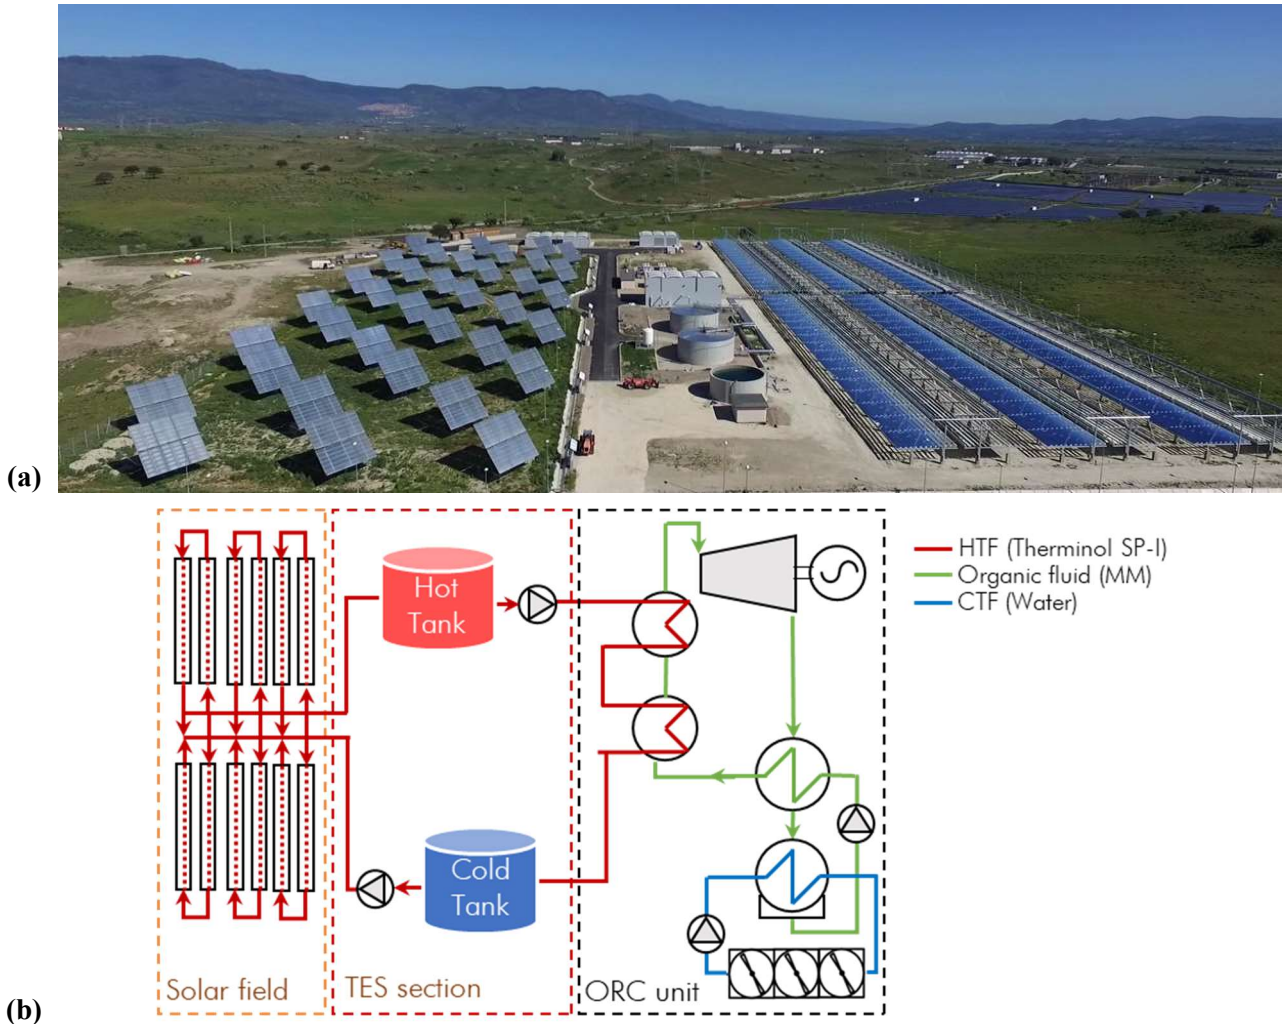 (a)
Hot
Tank
HTF (Therminol SP-I)
Organic fluid (MM)
CTF (Water)
Cold
Tank
Solar field
TES section
ORC unit
(b)